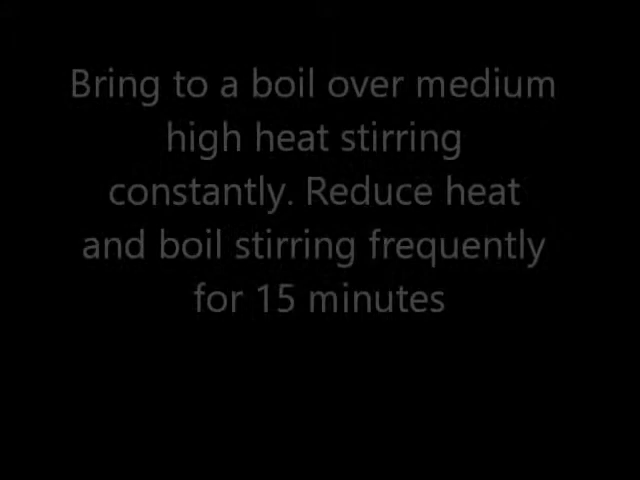 Bring to a boil over medium
high heat stirring
constantly. Reduce heat
and boil stirring frequently
for 15 minutes